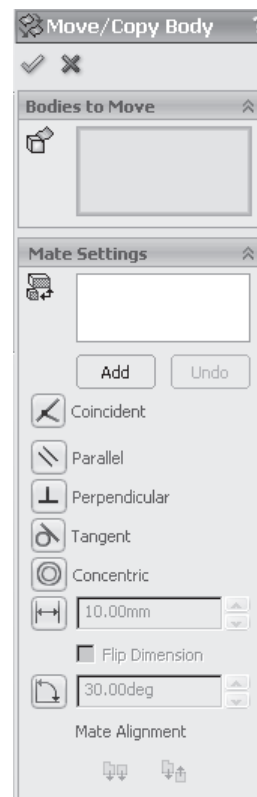 Move/Copy Body ?
Bodies to Move
Mate Settings
Add Undo
Coincident
Parallel
Perpendicular
Tangent
Concentric
10.00mm
Flip Dimension
30.00deg
Mate Alignment